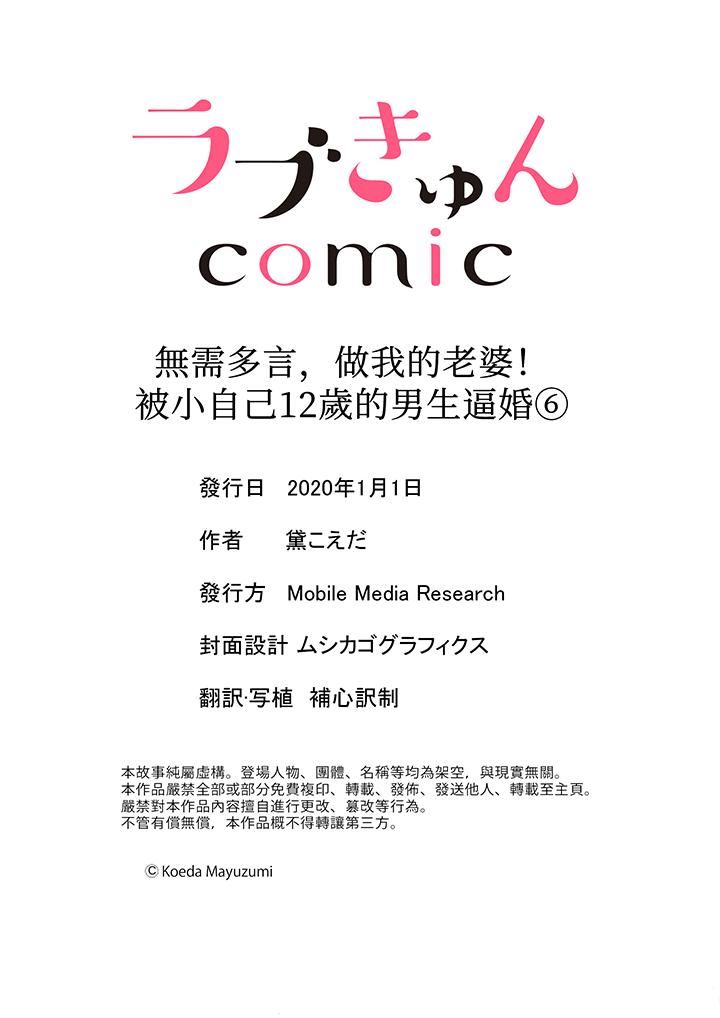 ラブきゅん
comic
無需多言，做我的老婆！
被小自己12歲的男生逼婚⑥
發行日　2020年1月1日
作者　　黛こえだ
發行方　Mobile Media Research
封面設計 ムシカゴグラフィクス
翻訳·写植　補心訳制
本故事純屬虛構。登場人物、團體、名稱等均為架空，與現實無關。
本作品嚴禁全部或部分免費複印、轉載、發佈、發送他人、轉載至主頁。
嚴禁對本作品內容擅自進行更改、篡改等行為。
不管有償無償，本作品概不得轉讓第三方。
© Koeda Mayuzumi